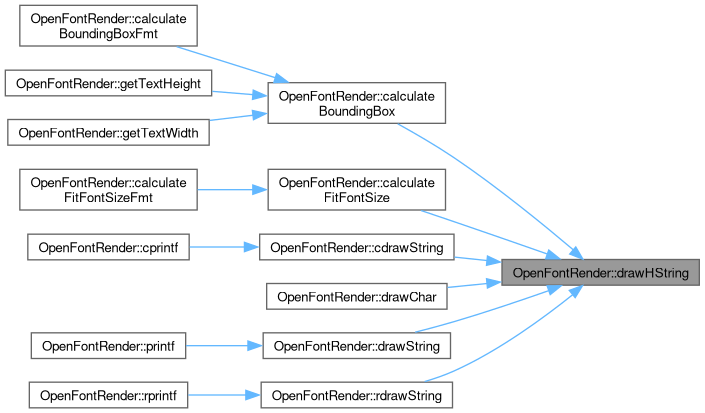 OpenFontRender::calculate
BoundingBoxFmt
OpenFontRender::getTextHeight
OpenFontRender::calculate
BoundingBox
OpenFontRender::getTextWidth
OpenFontRender::calculate
FitFontSizeFmt
OpenFontRender::calculate
FitFontSize
OpenFontRender::cprintf
OpenFontRender::cdrawString
OpenFontRender::drawHString
OpenFontRender::drawChar
OpenFontRender::printf
OpenFontRender::drawString
OpenFontRender::rprintf
OpenFontRender::rdrawString